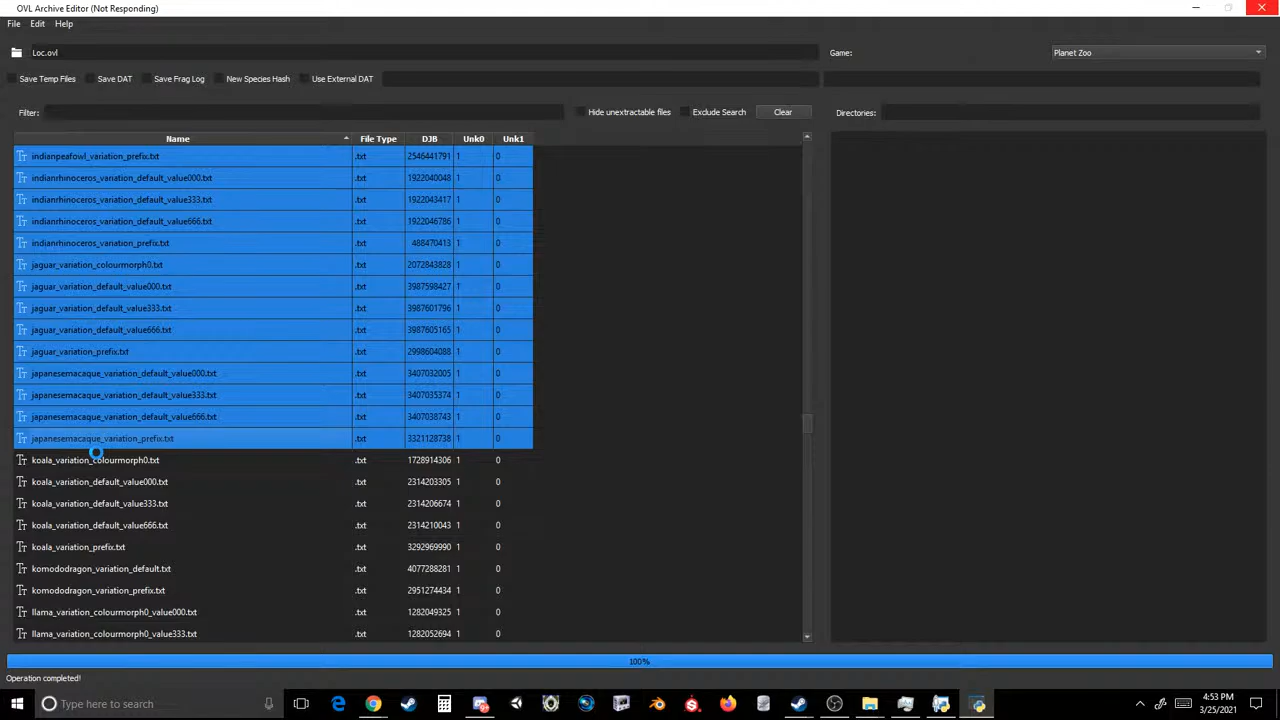 OVL Archive Editor (Not Responding)
File Edit Help
Loc.ovl Game: Planet Zoo
Save Temp Files Save DAT Save Frag Log New Species Hash Use External DAT
Filter: Hide unextractable files Exclude Search Clear Directories:
Name File Type DJB Unk0 Unk1
indianpeafowl_variation_prefix.txt .txt 2546441791 1 0
indianrhinoceros_variation_default_value000.txt .txt 1922040048 1 0
indianrhinoceros_variation_default_value333.txt .txt 1922043417 1 0
indianrhinoceros_variation_default_value666.txt .txt 1922046786 1 0
indianrhinoceros_variation_prefix.txt .txt 488470413 1 0
jaguar_variation_colourmorph0.txt .txt 2072843828 1 0
jaguar_variation_default_value000.txt .txt 3987598427 1 0
jaguar_variation_default_value333.txt .txt 3987601796 1 0
jaguar_variation_default_value666.txt .txt 3987605165 1 0
jaguar_variation_prefix.txt .txt 2998604088 1 0
japanesemacaque_variation_default_value000.txt .txt 3407032005 1 0
japanesemacaque_variation_default_value333.txt .txt 3407035374 1 0
japanesemacaque_variation_default_value666.txt .txt 3407038743 1 0
japanesemacaque_variation_prefix.txt .txt 3321128738 1 0
koala_variation_colourmorph0.txt .txt 1728914306 1 0
koala_variation_default_value000.txt .txt 2314203305 1 0
koala_variation_default_value333.txt .txt 2314206674 1 0
koala_variation_default_value666.txt .txt 2314210043 1 0
koala_variation_prefix.txt .txt 3292969990 1 0
komododragon_variation_default.txt .txt 4077288281 1 0
komododragon_variation_prefix.txt .txt 2951274434 1 0
llama_variation_colourmorph0_value000.txt .txt 1282049325 1 0
llama_variation_colourmorph0_value333.txt .txt 1282052694 1 0
100%
Operation completed!
Type here to search
4:53 PM
3/25/2021